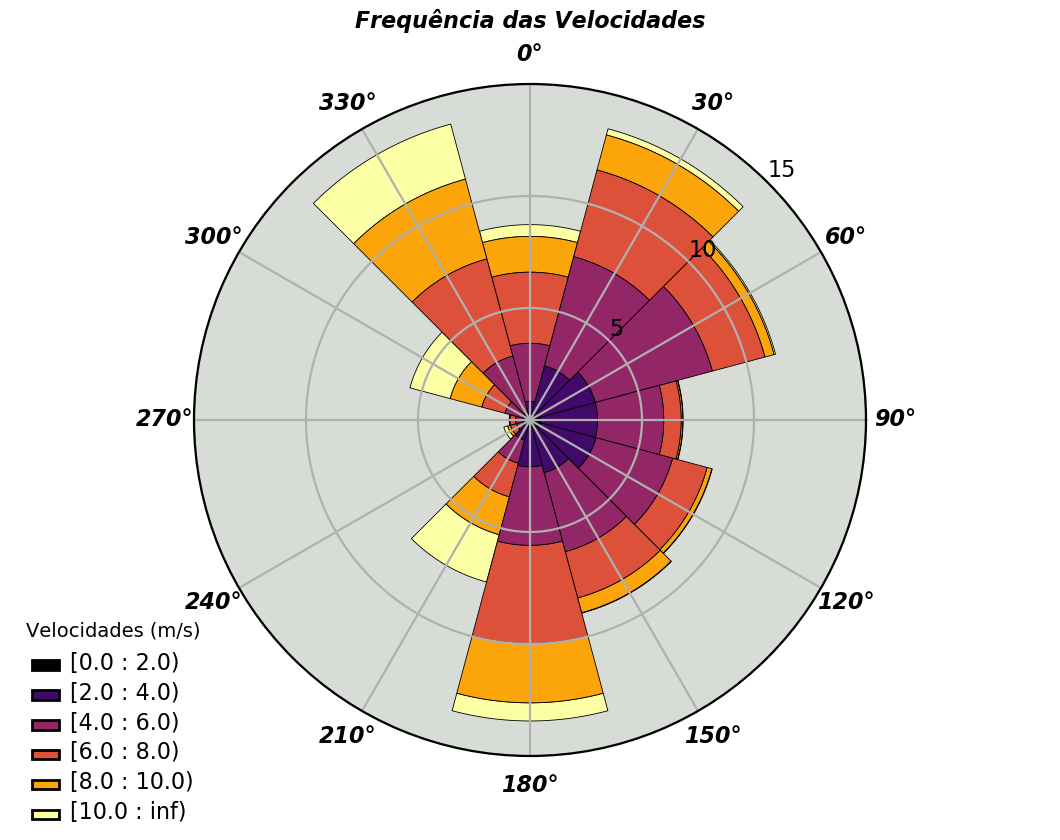 Frequência das Velocidades
0°
330°
30°
15
300°
60°
10
5
270°
90°
240°
120°
210°
150°
180°
Velocidades (m/s)
[0.0 : 2.0)
[2.0 : 4.0)
[4.0 : 6.0)
[6.0 : 8.0)
[8.0 : 10.0)
[10.0 : inf)